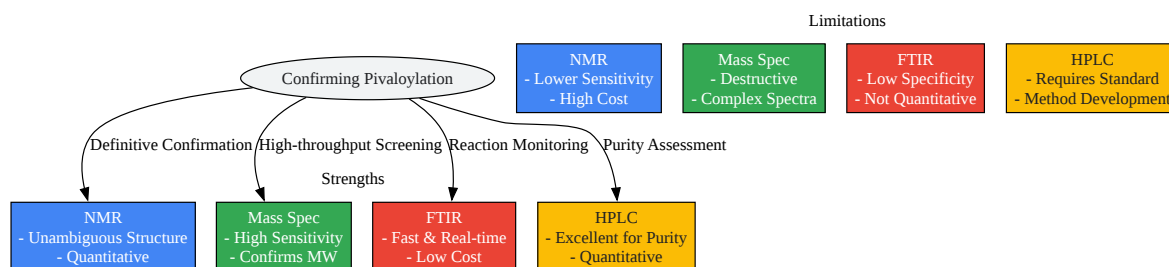 Limitations
NMR
- Lower Sensitivity
- High Cost
Mass Spec
- Destructive
- Complex Spectra
FTIR
- Low Specificity
- Not Quantitative
HPLC
- Requires Standard
- Method Development
Confirming Pivaloylation
Definitive Confirmation
High-throughput Screening
Reaction Monitoring
Purity Assessment
Strengths
NMR
- Unambiguous Structure
- Quantitative
Mass Spec
- High Sensitivity
- Confirms MW
FTIR
- Fast & Real-time
- Low Cost
HPLC
- Excellent for Purity
- Quantitative